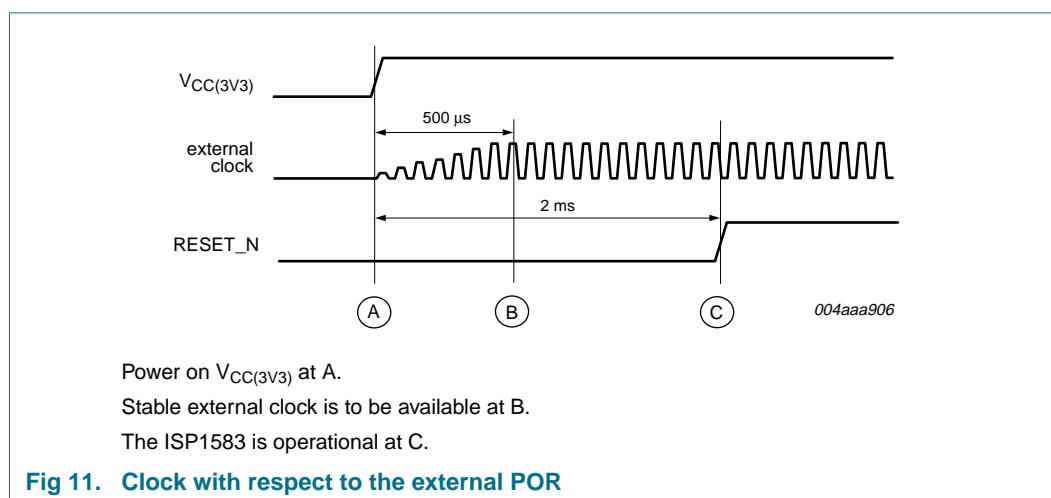 VCC(3V3)
500 μs
external
clock
2 ms
RESET_N
A
B
C
004aaa906
Power on VCC(3V3) at A.
Stable external clock is to be available at B.
The ISP1583 is operational at C.
Fig 11. Clock with respect to the external POR